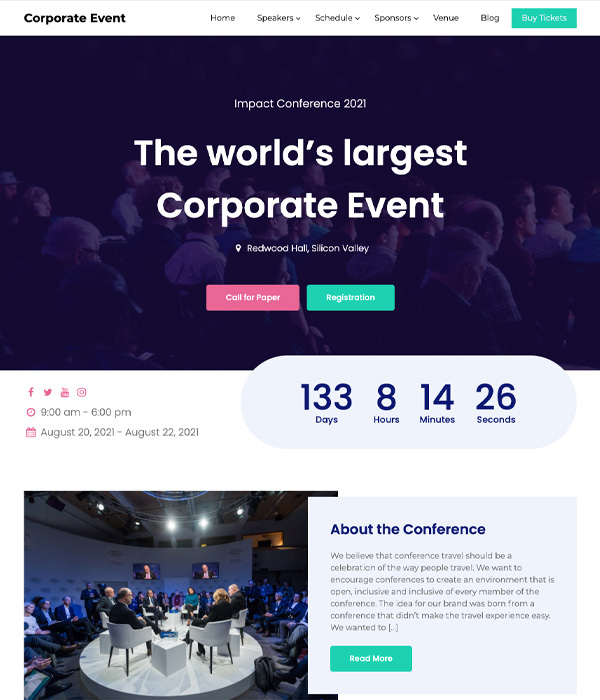 Corporate Event
Home Speakers Schedule Sponsors Venue Blog Buy Tickets
Impact Conference 2021
The world's largest
Corporate Event
Redwood Hall, Silicon Valley
Call for Paper Registration
133 8 14 26
Days Hours Minutes Seconds
9:00 am - 6:00 pm
August 20, 2021 - August 22, 2021
About the Conference
We believe that conference travel should be a
celebration of the way people travel. We want to
encourage conferences to create an environment that is
open, inclusive and inclusive of every member of the
conference. The idea for our brand was born from a
conference that didn't make the travel experience easy.
We wanted to [...]
Read More